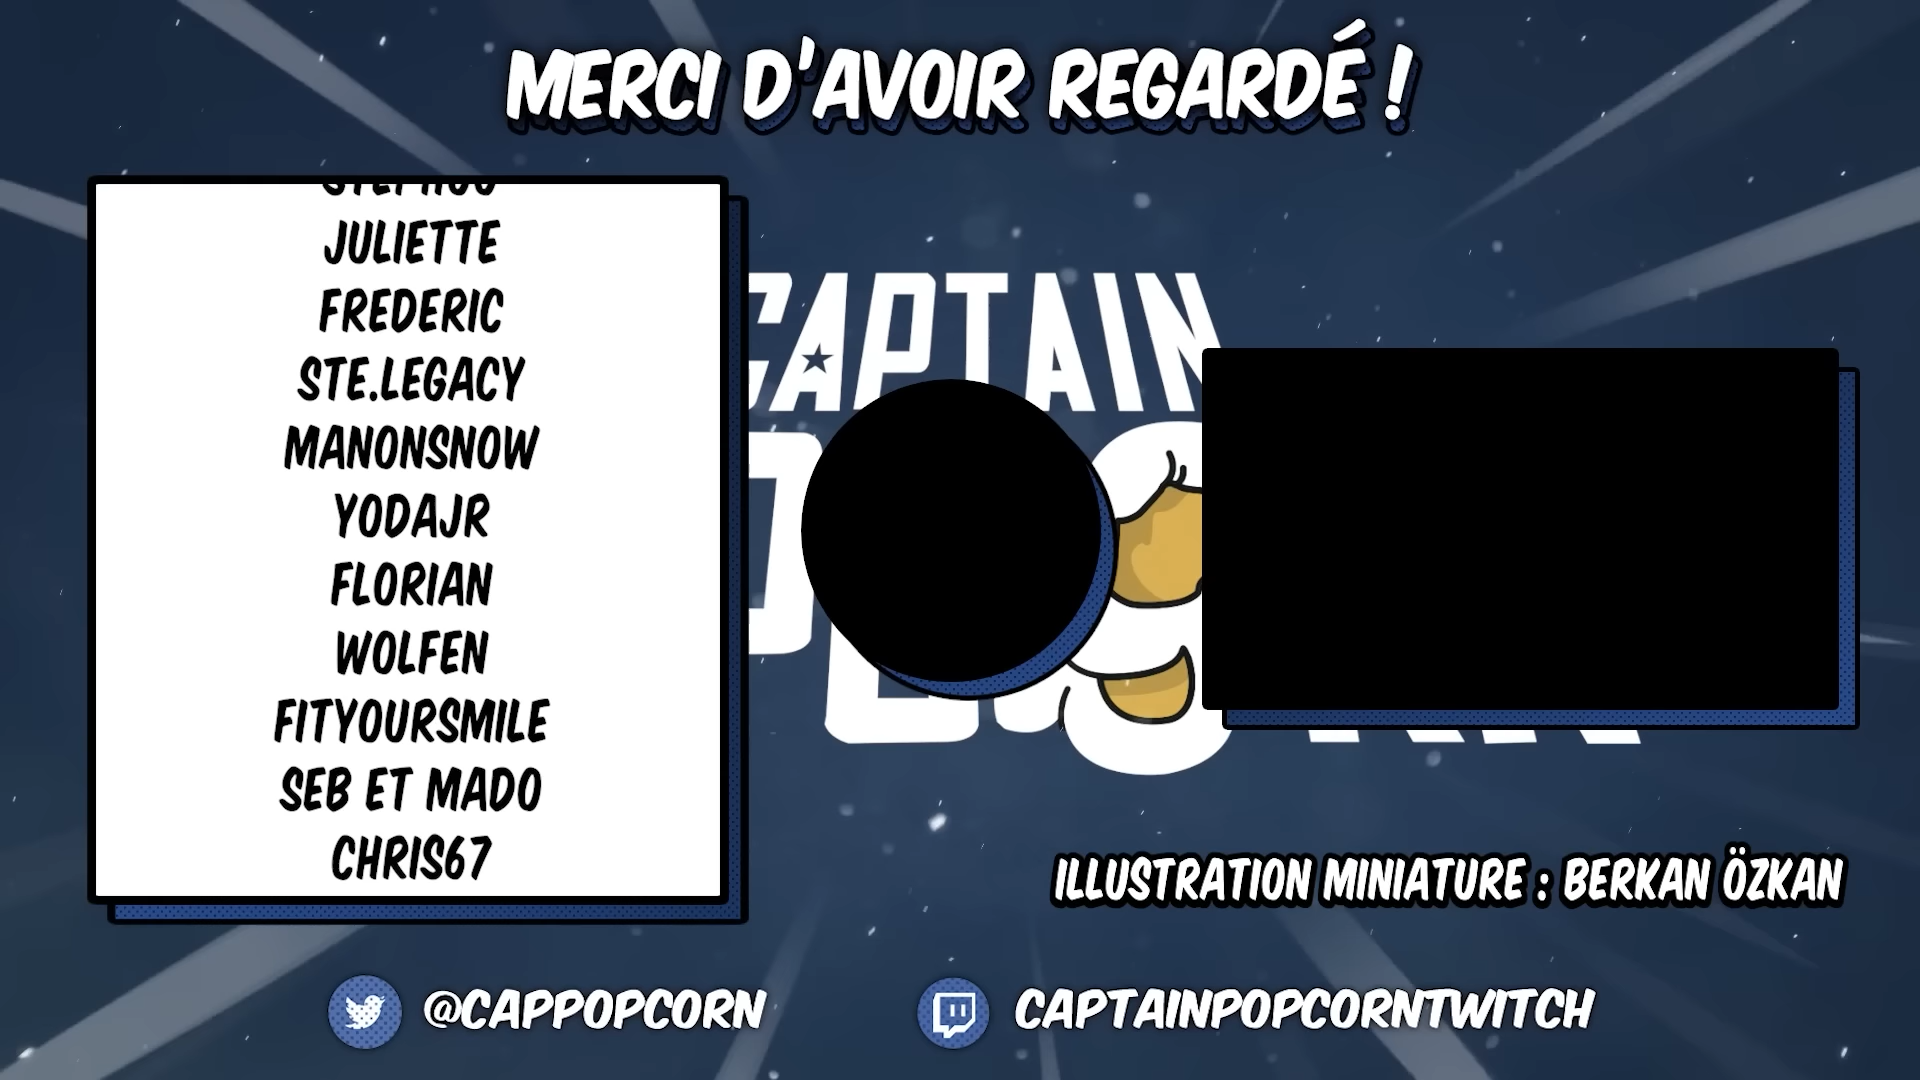 MERCI D'AVOIR REGARDÉ !
JULIETTE
FREDERIC
STE.LEGACY
MANONSNOW
YODAJR
FLORIAN
WOLFEN
FITYOURSMILE
SEB ET MADO
CHRIS67
CAPTAIN
ILLUSTRATION MINIATURE : BERKAN ÖZKAN
@CAPPOPCORN
CAPTAINPOPCORNTWITCH